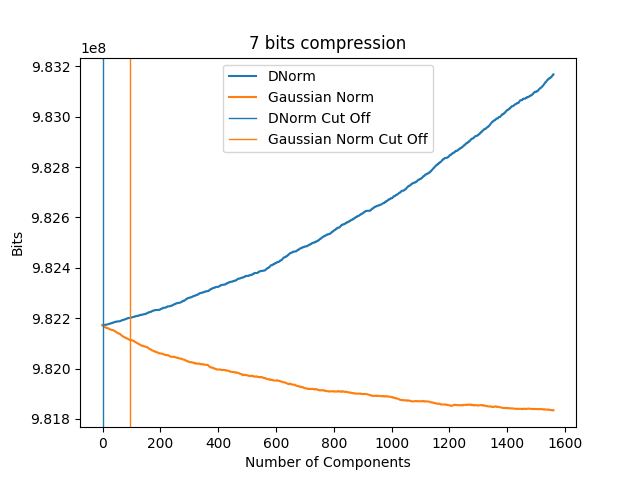 7 bits compression
1e8
9.832
9.830
9.828
9.826
9.824
9.822
9.820
9.818
Bits
DNorm
Gaussian Norm
DNorm Cut Off
Gaussian Norm Cut Off
0 200 400 600 800 1000 1200 1400 1600
Number of Components